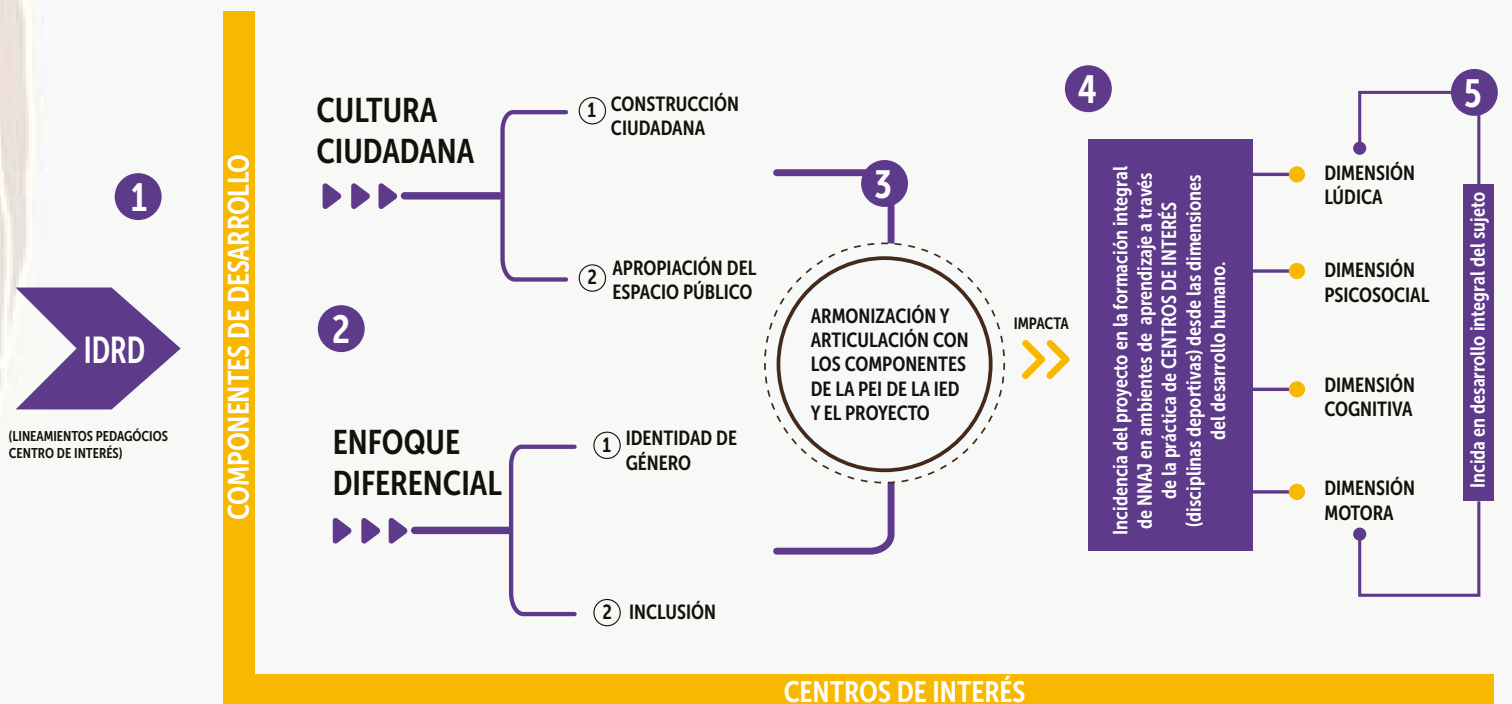 1
IDRD
(LINEAMIENTOS PEDAGÓCIOS
CENTRO DE INTERÉS)
COMPONENTES DE DESARROLLO
2
CULTURA
CIUDADANA
1 CONSTRUCCIÓN
CIUDADANA
2 APROPIACIÓN DEL
ESPACIO PÚBLICO
ENFOQUE
DIFERENCIAL
1 IDENTIDAD DE
GÉNERO
2 INCLUSIÓN
3
ARMONIZACIÓN Y
ARTICULACIÓN CON
LOS COMPONENTES
DE LA PEI DE LA IED
Y EL PROYECTO
IMPACTA
4
Incidencia del proyecto en la formación integral
de NNAJ en ambientes de aprendizaje a través
de la práctica de CENTROS DE INTERÉS
(disciplinas deportivas) desde las dimensiones
del desarrollo humano.
DIMENSIÓN
LÚDICA
DIMENSIÓN
PSICOSOCIAL
DIMENSIÓN
COGNITIVA
DIMENSIÓN
MOTORA
5
Incida en desarrollo integral del sujeto
CENTROS DE INTERÉS